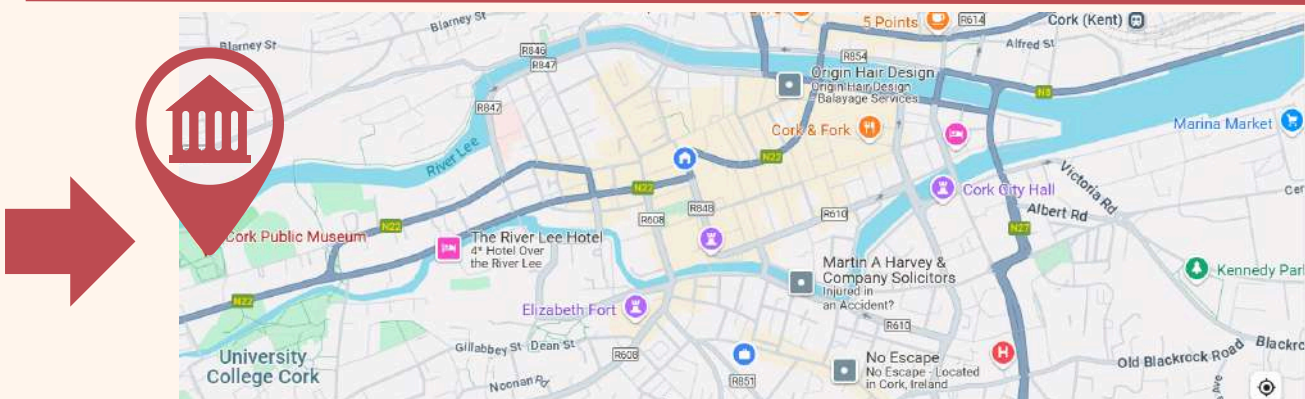 Blarney St
Blarney St
R846
R847
R847
River Lee
5 Points
R614
Cork (Kent)
Alfred St
R854
N8
Origin Hair Design
Origin Hair Design
Balayage Services
Cork & Fork
Marina Market
N22
N22
Cork City Hall
Victoria Rd
Albert Rd
R608
R848
R610
N27
Cork Public Museum
N22
The River Lee Hotel
4* Hotel Over
the River Lee
Martin A Harvey &
Company Solicitors
Injured in
an Accident?
Kennedy Par
N22
Elizabeth Fort
R610
University
College Cork
Gillabbey St
Dean St
R608
Noonan Rd
R851
No Escape
No Escape - Located
in Cork, Ireland
H
Old Blackrock Road
Blackro
Ave